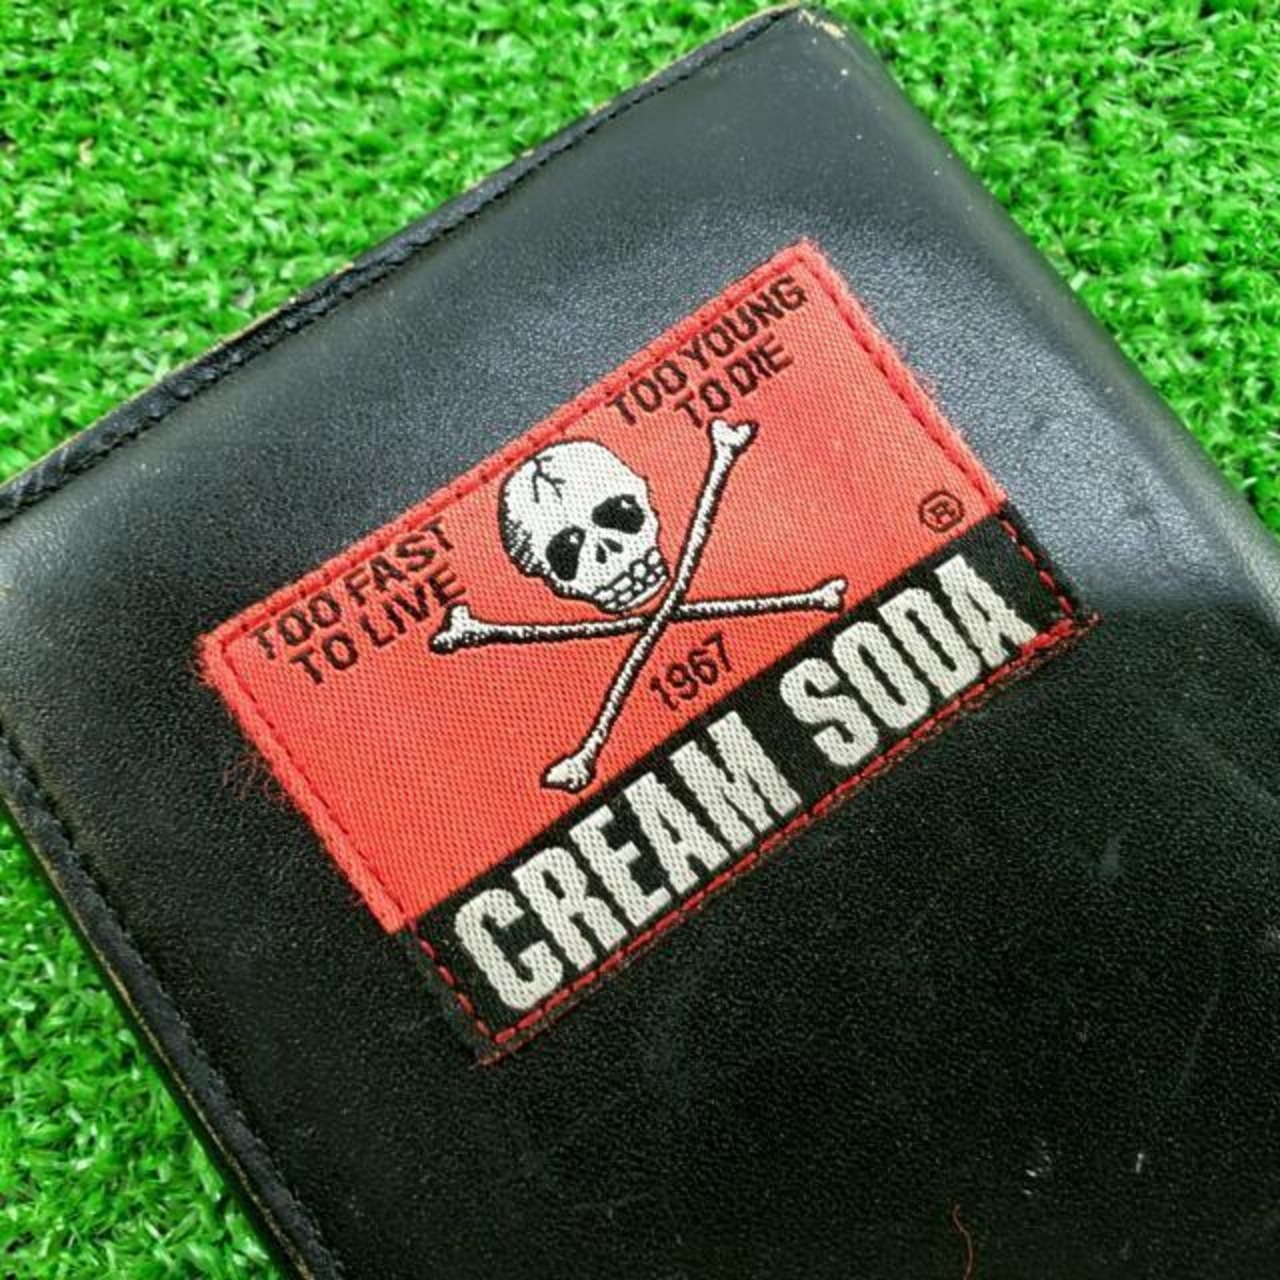 TOO FAST
TO LIVE
TOO YOUNG
TO DIE
®
1967
CREAM SODA